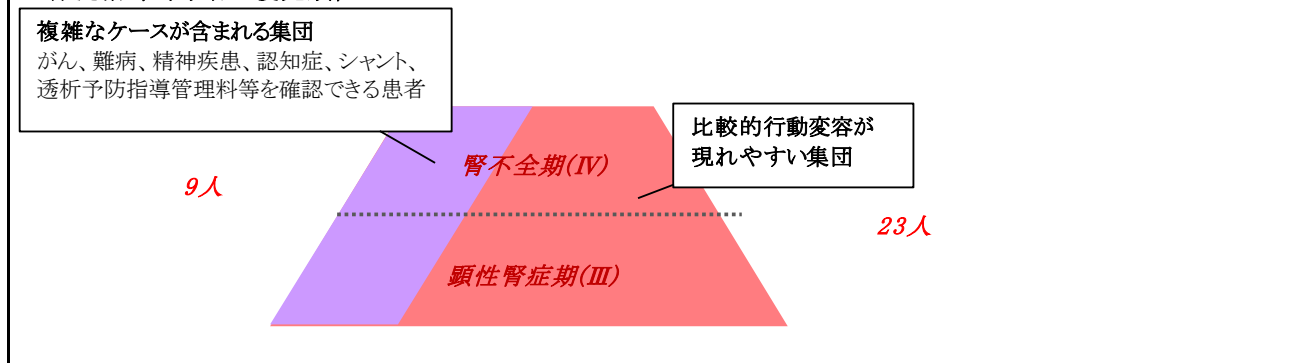 複雑なケースが含まれる集団
がん、難病、精神疾患、認知症、シャント、
透析予防指導管理料等を確認できる患者
比較的行動変容が
現れやすい集団
腎不全期(Ⅳ)
9人
23人
顕性腎症期(Ⅲ)